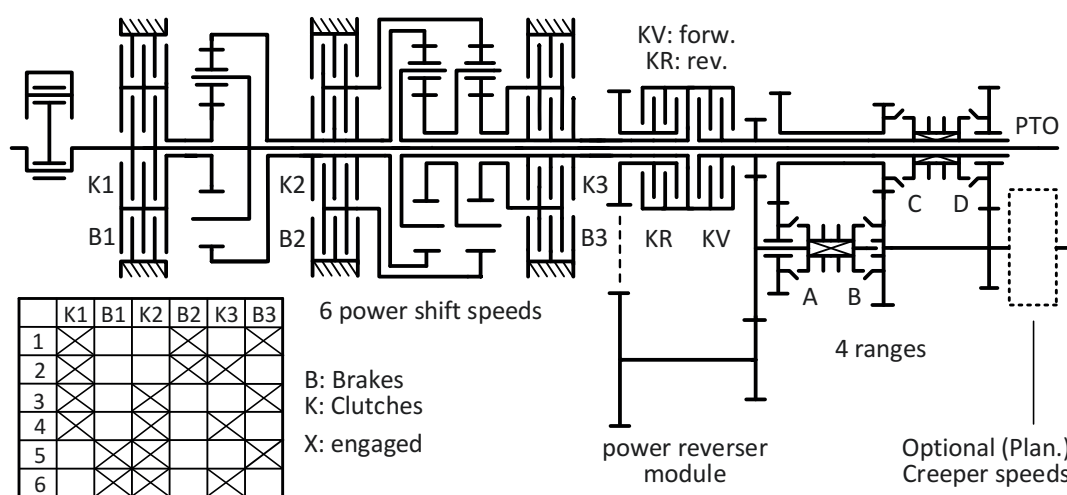 KV: forw.
KR: rev.
PTO
K1
K2
K3
C
D
B1
B2
B3
KR
KV
A
B
6 power shift speeds
4 ranges
K1 B1 K2 B2 K3 B3
1
2
3
4
5
6
B: Brakes
K: Clutches
X: engaged
power reverser
module
Optional (Plan.)
Creeper speeds